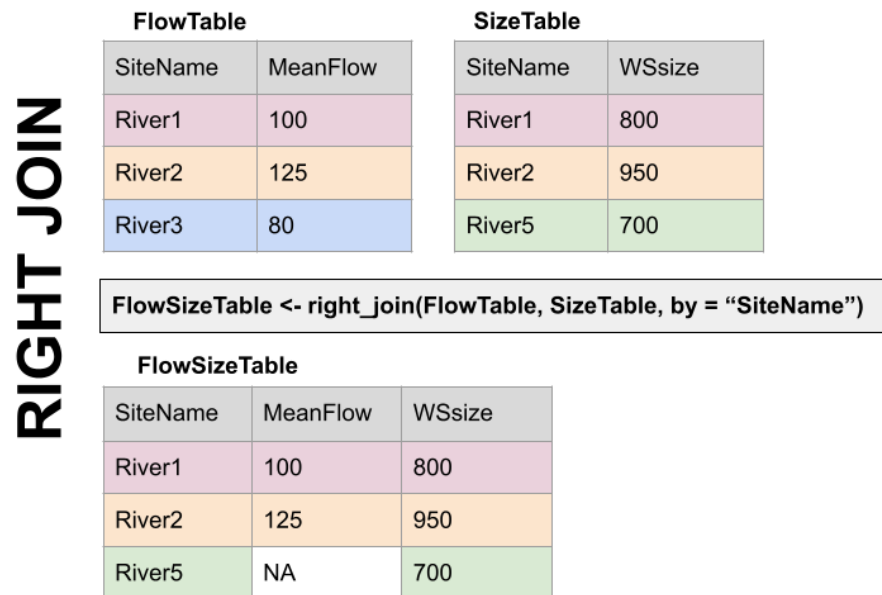 RIGHT JOIN
FlowTable
SiteName MeanFlow
River1 100
River2 125
River3 80
SizeTable
SiteName WSsize
River1 800
River2 950
River5 700
FlowSizeTable <- right_join(FlowTable, SizeTable, by = “SiteName”)
FlowSizeTable
SiteName MeanFlow WSsize
River1 100 800
River2 125 950
River5 NA 700